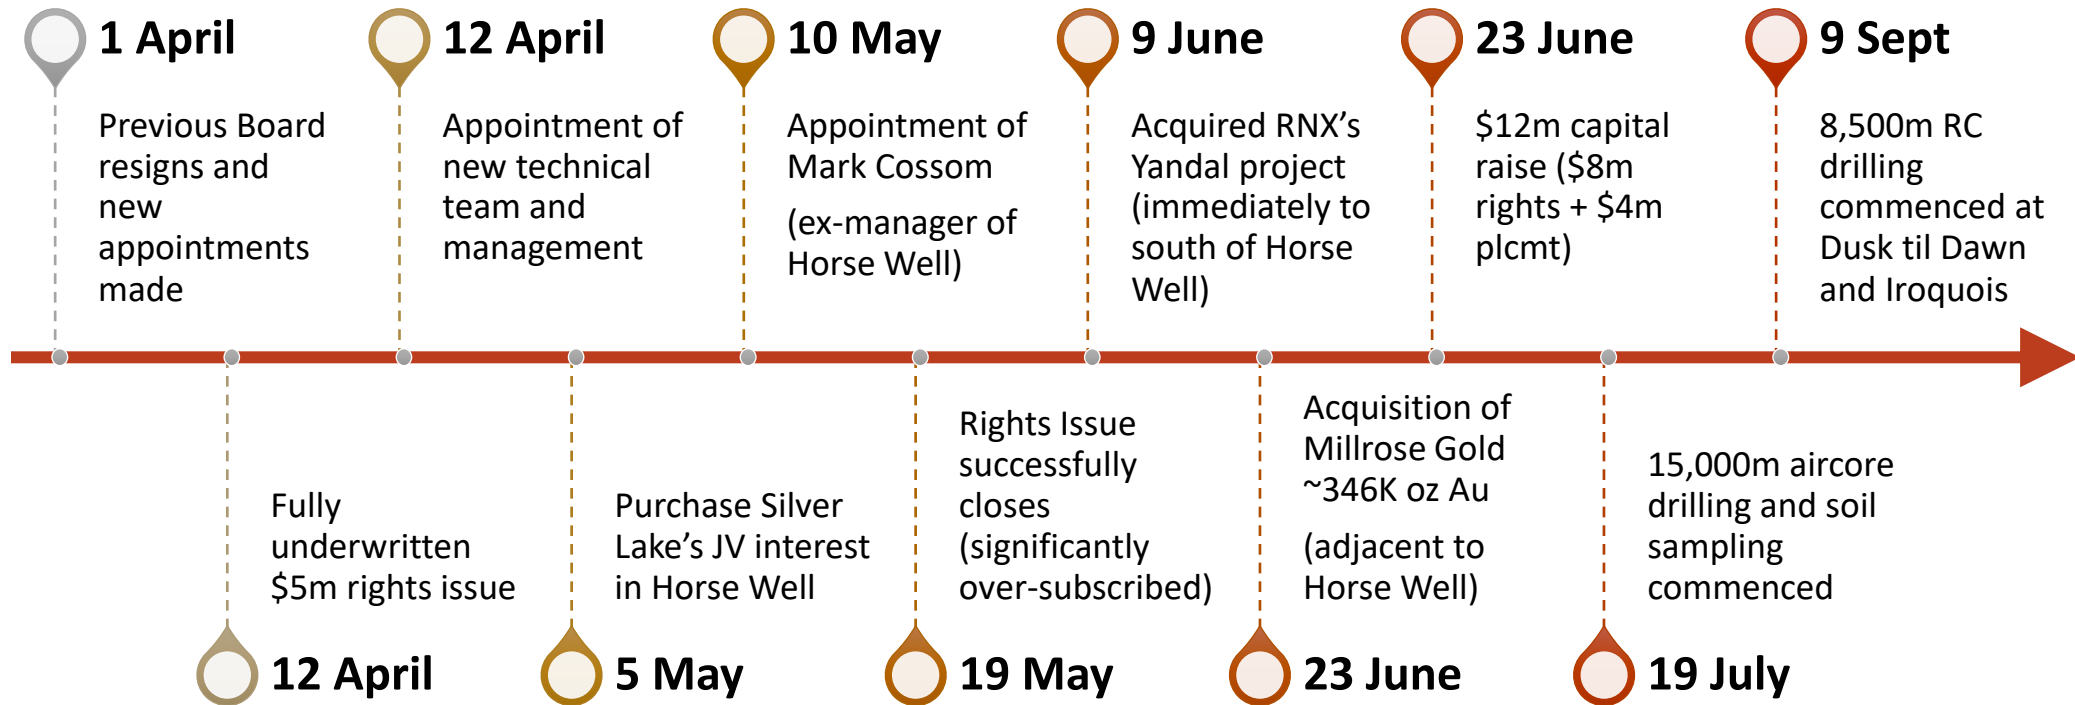 1 April
Previous Board
resigns and
new
appointments
made
12 April
Appointment of
new technical
team and
management
10 May
Appointment of
Mark Cossom
(ex-manager of
Horse Well)
9 June
Acquired RNX’s
Yandal project
(immediately to
south of Horse
Well)
23 June
$12m capital
raise ($8m
rights + $4m
plcmt)
9 Sept
8,500m RC
drilling
commenced at
Dusk til Dawn
and Iroquois
Fully
underwritten
$5m rights issue
12 April
Purchase Silver
Lake’s JV interest
in Horse Well
5 May
Rights Issue
successfully
closes
(significantly
over-subscribed)
19 May
Acquisition of
Millrose Gold
~346K oz Au
(adjacent to
Horse Well)
23 June
15,000m aircore
drilling and soil
sampling
commenced
19 July